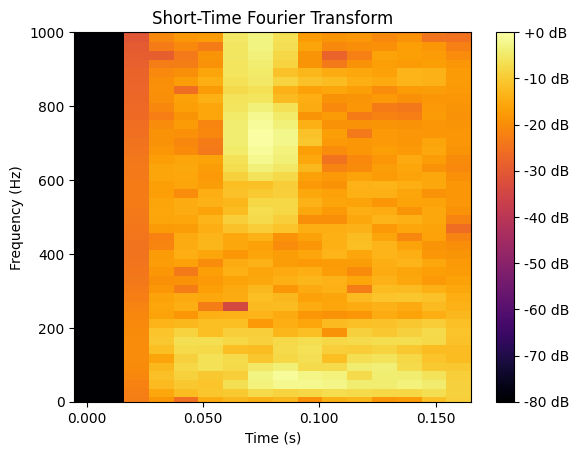 Short-Time Fourier Transform
1000
800
600
400
200
0
Frequency (Hz)
0.000
0.050
0.100
0.150
Time (s)
+0 dB
-10 dB
-20 dB
-30 dB
-40 dB
-50 dB
-60 dB
-70 dB
-80 dB